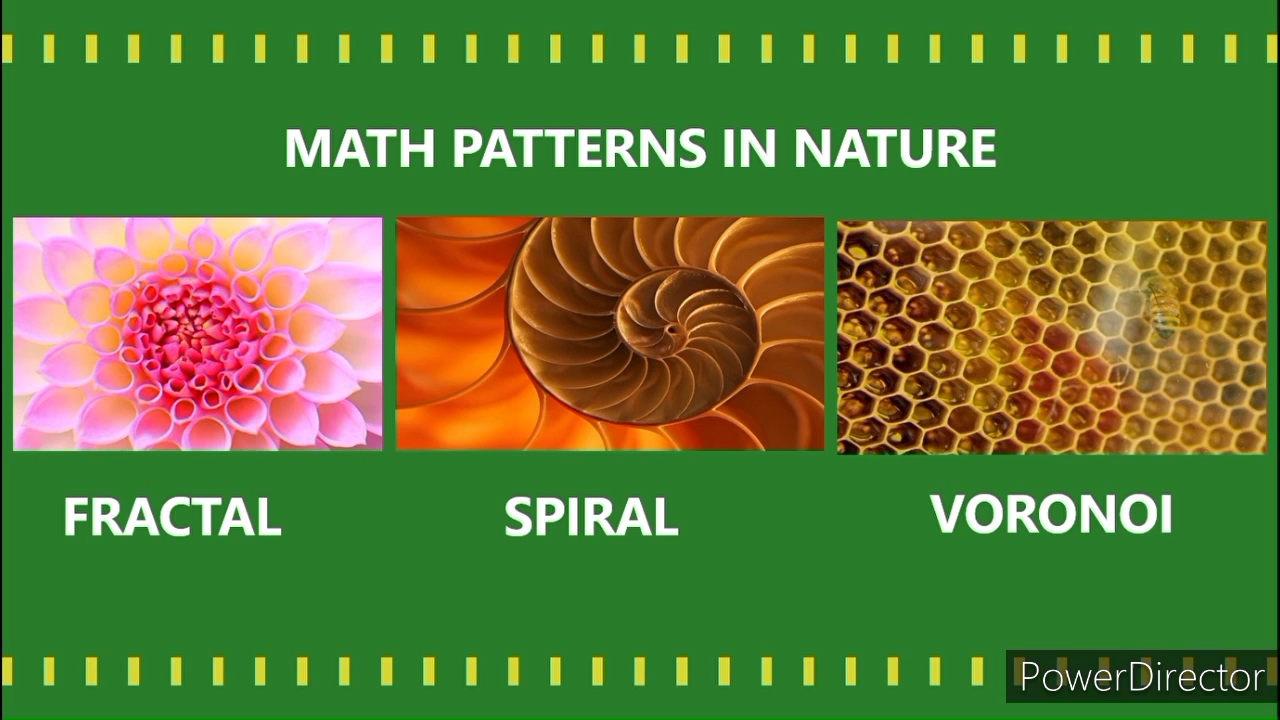 MATH PATTERNS IN NATURE
FRACTAL
SPIRAL
VORONOI
PowerDirector